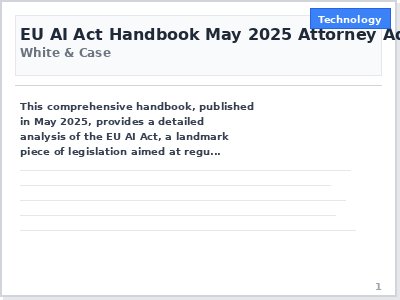 Technology
EU AI Act Handbook May 2025 Attorney
White & Case
This comprehensive handbook, published
in May 2025, provides a detailed
analysis of the EU AI Act, a landmark
piece of legislation aimed at regu...
1